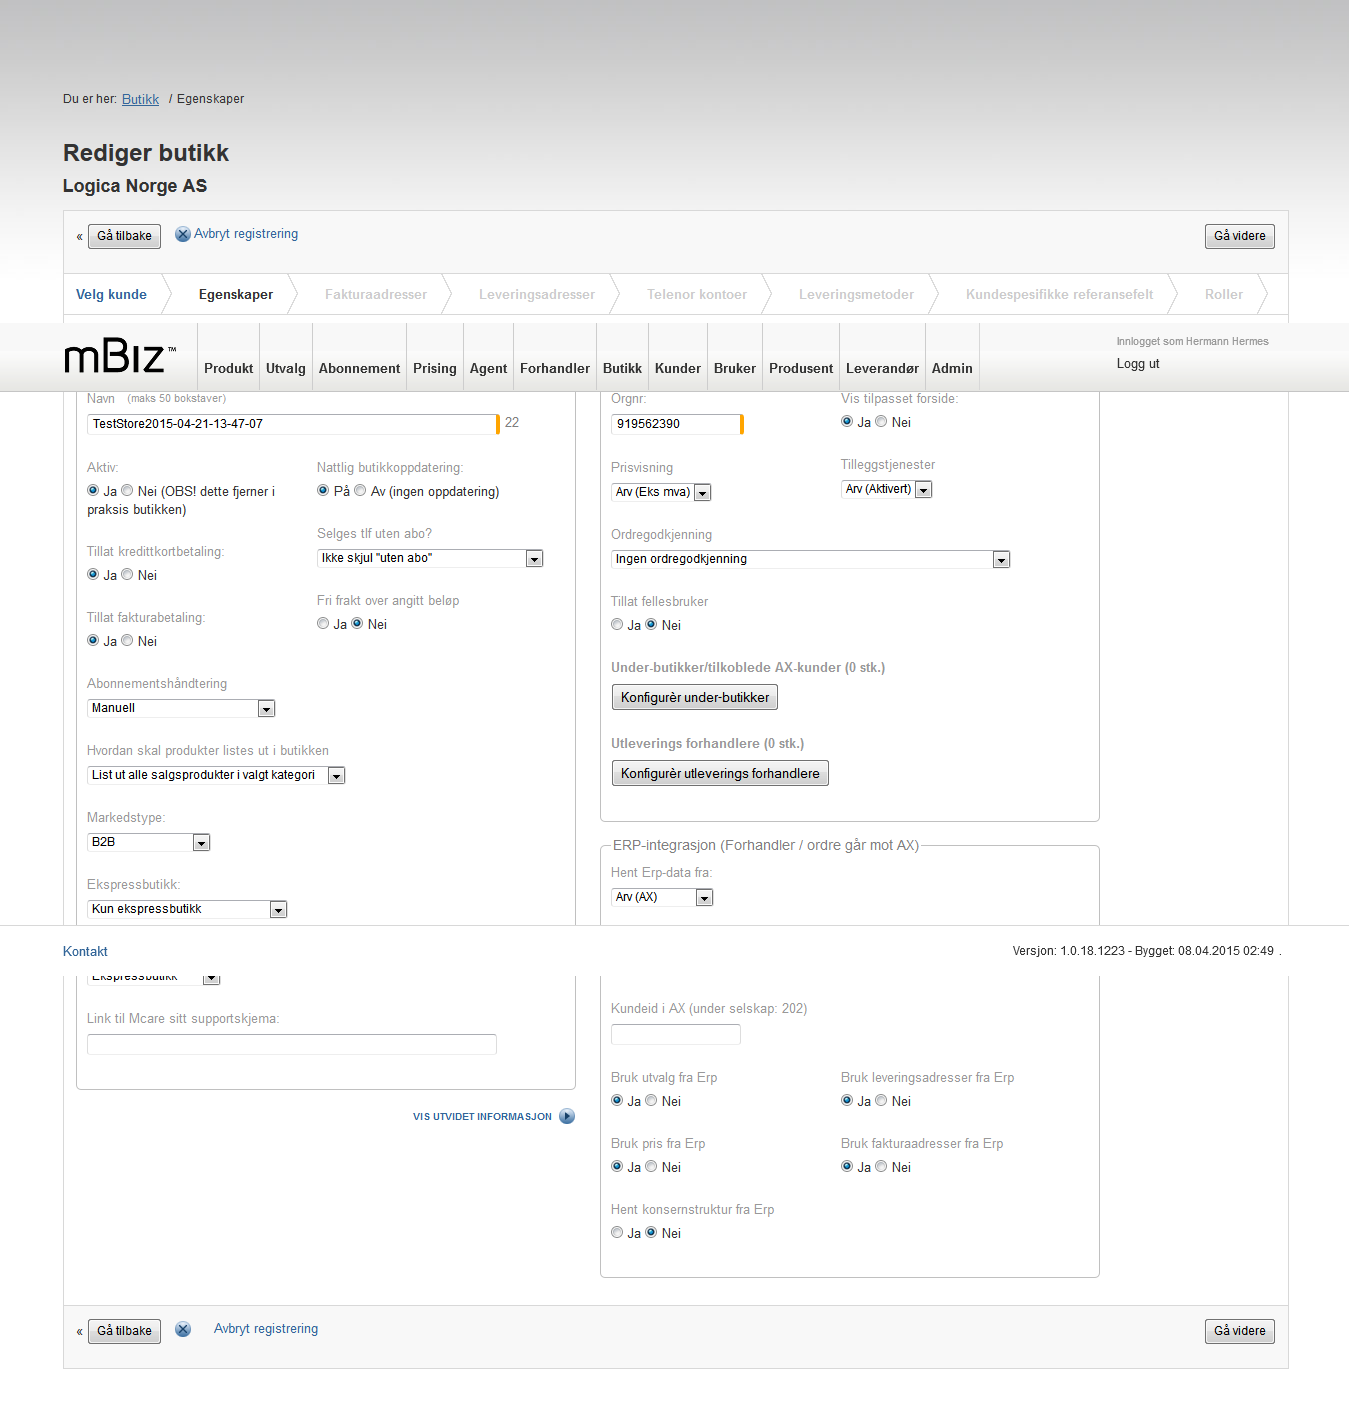 Du er her: Butikk / Egenskaper
Rediger butikk
Logica Norge AS
« Gå tilbake Avbryt registrering Gå videre
Velg kunde Egenskaper Fakturaadresser Leveringsadresser Telenor kontoer Leveringsmetoder Kundespesifikke referansefelt Roller
mBiz™ Produkt Utvalg Abonnement Prising Agent Forhandler Butikk Kunder Bruker Produsent Leverandør Admin
Innlogget som Hermann Hermes
Logg ut
Navn (maks 50 bokstaver)
TestStore2015-04-21-13-47-07 22
Aktiv:
Ja Nei (OBS! dette fjerner i
praksis butikken)
Nattlig butikkoppdatering:
På Av (ingen oppdatering)
Selges tlf uten abo?
Ikke skjul "uten abo"
Tillat kredittkortbetaling:
Ja Nei
Fri frakt over angitt beløp
Ja Nei
Tillat fakturabetaling:
Ja Nei
Abonnementshåndtering
Manuell
Hvordan skal produkter listes ut i butikken
List ut alle salgsprodukter i valgt kategori
Markedstype:
B2B
Ekspressbutikk:
Kun ekspressbutikk
Orgnr:
919562390
Vis tilpasset forside:
Ja Nei
Prisvisning
Arv (Eks mva)
Tilleggstjenester
Arv (Aktivert)
Ordregodkjenning
Ingen ordregodkjenning
Tillat fellesbruker
Ja Nei
Under-butikker/tilkoblede AX-kunder (0 stk.)
Konfigurèr under-butikker
Utleverings forhandlere (0 stk.)
Konfigurèr utleverings forhandlere
ERP-integrasjon (Forhandler / ordre går mot AX)
Hent Erp-data fra:
Arv (AX)
Kontakt Versjon: 1.0.18.1223 - Bygget: 08.04.2015 02:49 .
Ekspressbutikk
Link til Mcare sitt supportskjema:
VIS UTVIDET INFORMASJON
Kundeid i AX (under selskap: 202)
Bruk utvalg fra Erp
Ja Nei
Bruk leveringsadresser fra Erp
Ja Nei
Bruk pris fra Erp
Ja Nei
Bruk fakturaadresser fra Erp
Ja Nei
Hent konsernstruktur fra Erp
Ja Nei
« Gå tilbake Avbryt registrering Gå videre